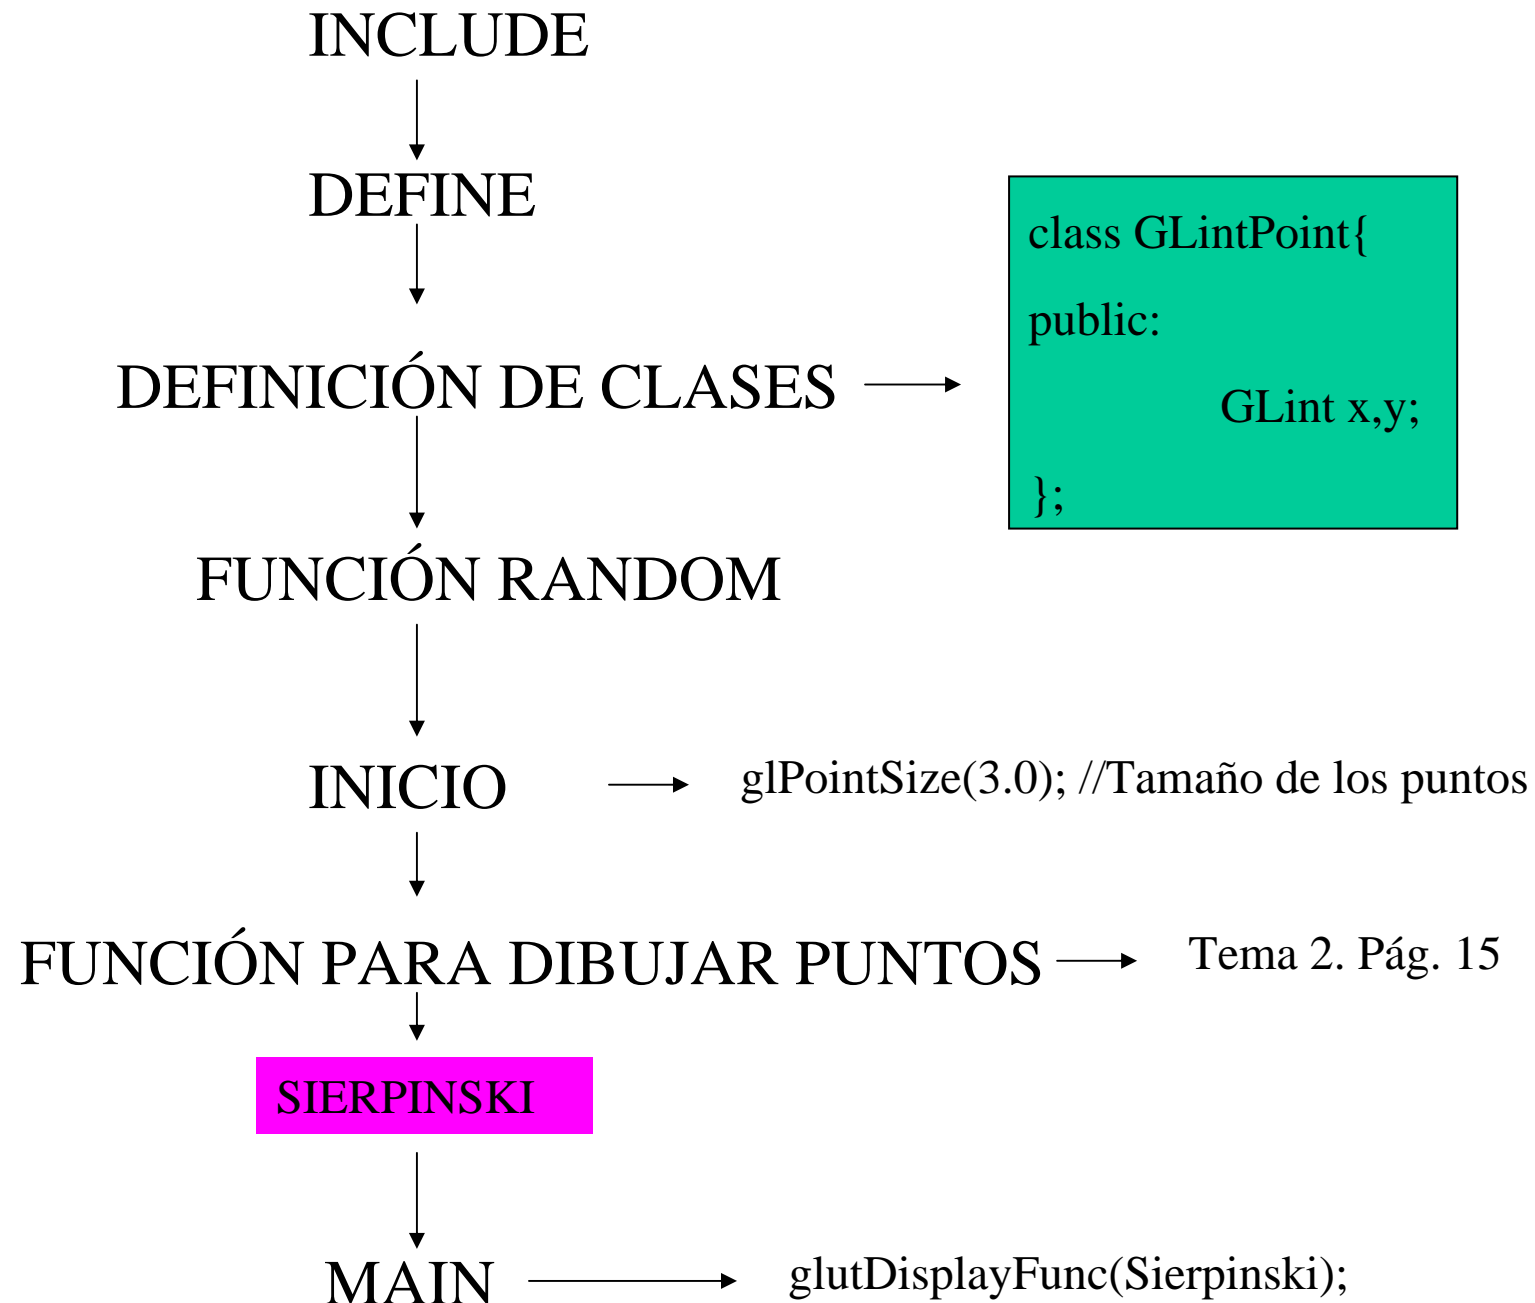 INCLUDE
DEFINE
class GLintPoint{
public:
GLint x,y;
};
DEFINICIÓN DE CLASES
FUNCIÓN RANDOM
INICIO
glPointSize(3.0); //Tamaño de los puntos
FUNCIÓN PARA DIBUJAR PUNTOS
Tema 2. Pág. 15
SIERPINSKI
MAIN
glutDisplayFunc(Sierpinski);